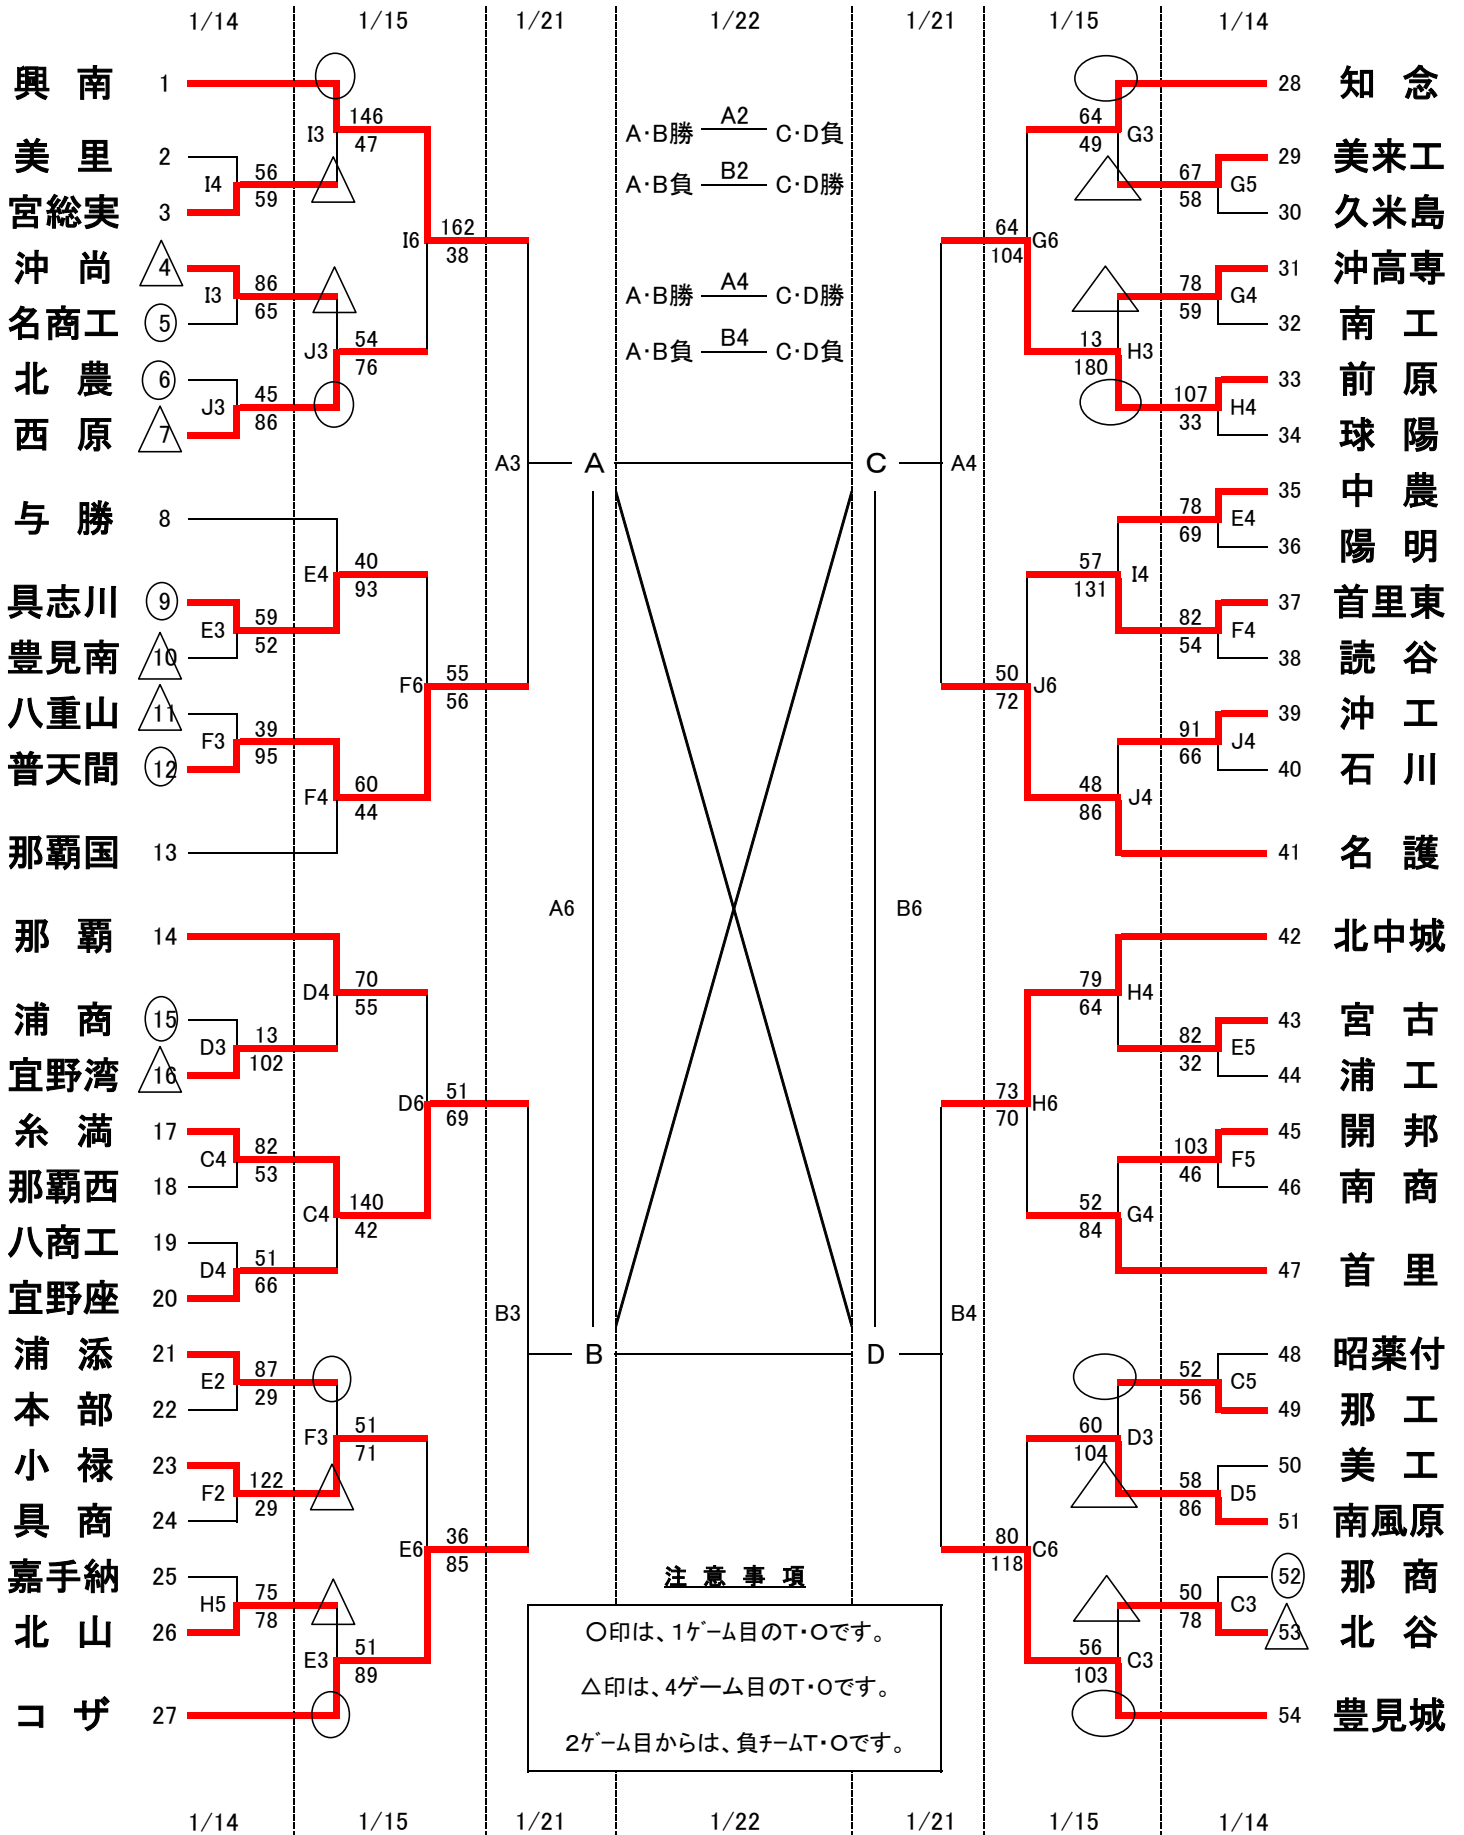 1/14 1/15 1/21 1/22 1/21 1/15 1/14
興 南 1 146 A2 64 28 知 念
I3 A・B勝 C・D負 G3
47 49
美 里 2 29 美来工
I4 56 B2 67 G5
59 A・B負 C・D勝 58
宮総実 3 30 久米島
I6 162 64 G6
38 104
沖 尚 4 31 沖高専
I3 86 A4 78 G4
65 A・B勝 C・D勝 59
名商工 5 32 南 工
J3 54 B4 13 H3
76 A・B負 C・D負 180
北 農 6 33 前 原
J3 45 107 H4
86 33
西 原 7 34 球 陽
A3 A C A4
与 勝 8 35 中 農
78 E4
69
36 陽 明
E4 40 57 I4
93 131
具志川 9 37 首里東
E3 59 82 F4
52 54
豊見南 10 38 読 谷
F6 55 50 J6
56 72
八重山 11 39 沖 工
F3 39 91 J4
95 66
普天間 12 40 石 川
F4 60 48 J4
44 86
那覇国 13 41 名 護
A6 B6
那 覇 14 42 北中城
D4 70 79 H4
55 64
浦 商 15 43 宮 古
D3 13 82 E5
102 32
宜野湾 16 44 浦 工
D6 51 73 H6
69 70
糸 満 17 45 開 邦
C4 82 103 F5
53 46
那覇西 18 46 南 商
C4 140 52 G4
42 84
八商工 19
D4 51
66
47 首 里
宜野座 20
B3 B4
浦 添 21 B D 48 昭薬付
E2 87 52 C5
29 56
本 部 22 49 那 工
F3 51 60 D3
71 104
小 禄 23 50 美 工
F2 122 58 D5
29 86
具 商 24 51 南風原
E6 36 80 C6
85 118
嘉手納 25 注 意 事 項 52 那 商
H5 75 50 C3
78 78
北 山 26 ○印は、1ゲーム目のT・Oです。 53 北 谷
E3 51 56 C3
89 103
△印は、4ゲーム目のT・Oです。
コ ザ 27 54 豊見城
2ゲーム目からは、負チームT・Oです。
1/14 1/15 1/21 1/22 1/21 1/15 1/14